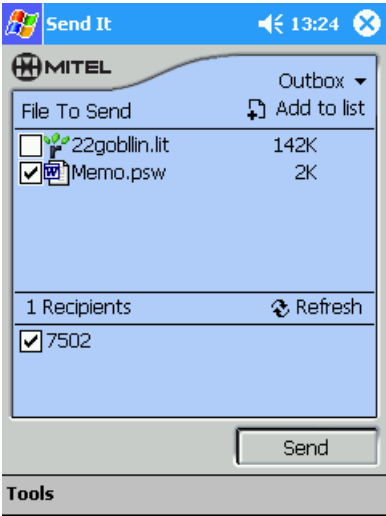 Send It 13:24
MITEL
Outbox
File To Send Add to list
22gobllin.lit 142K
Memo.psw 2K
1 Recipients Refresh
7502
Send
Tools